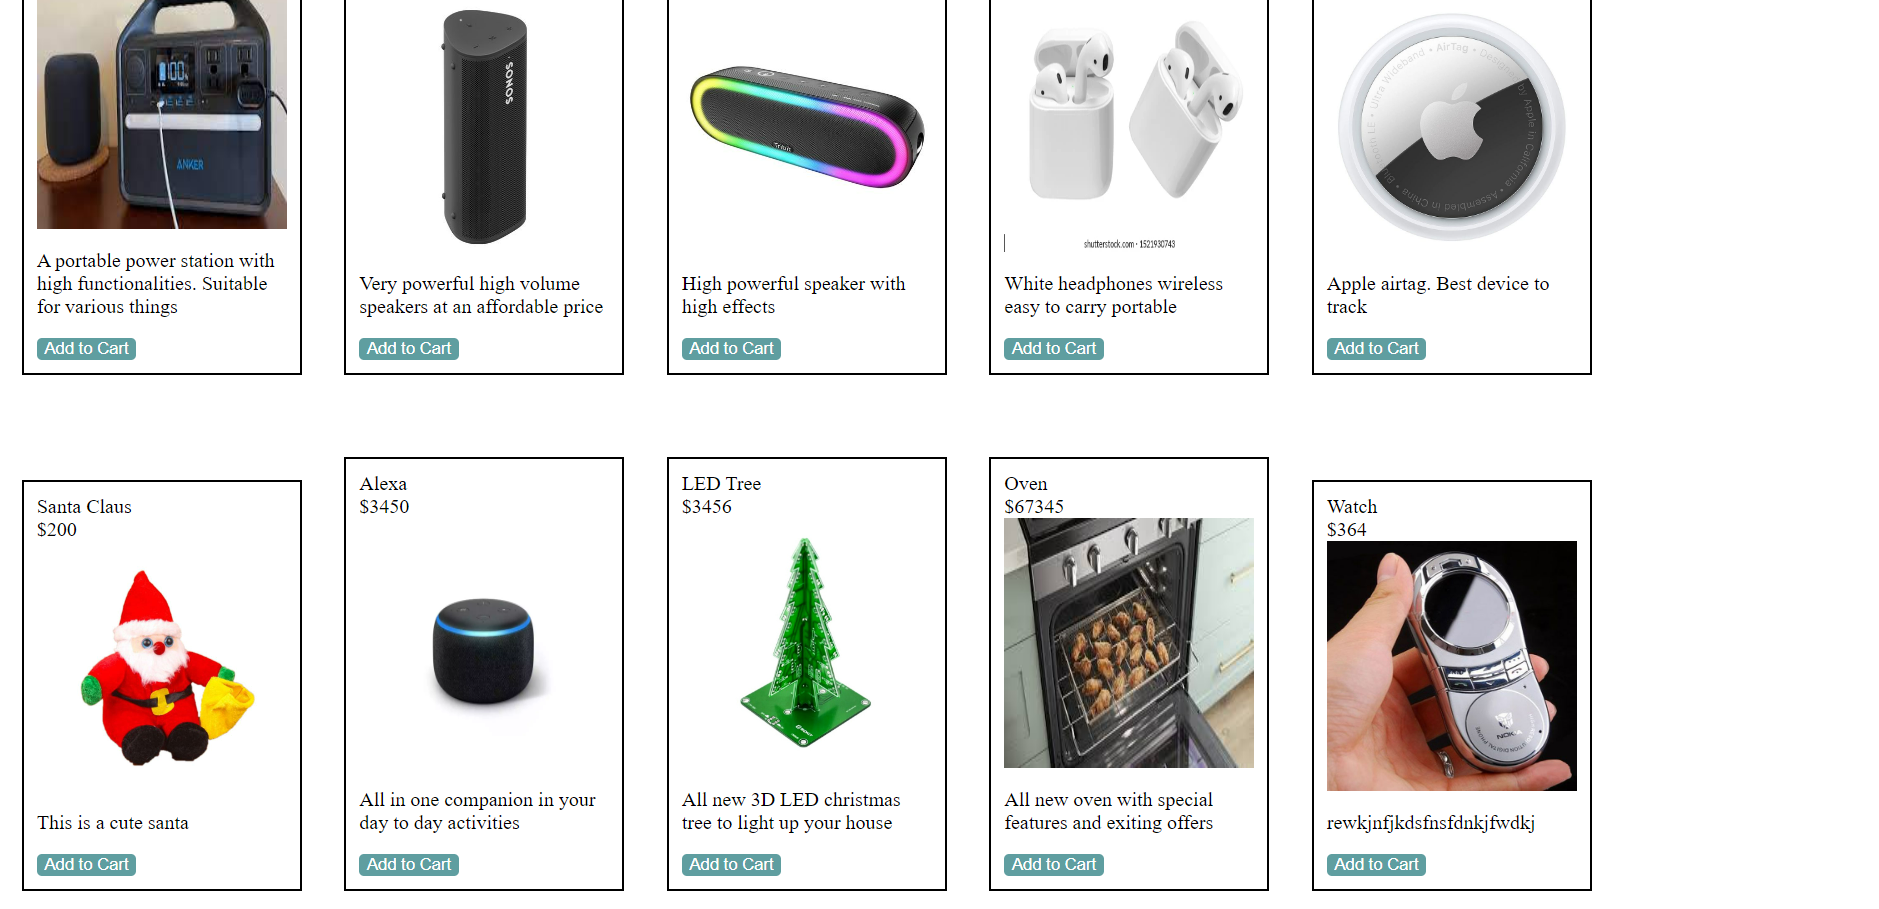 100
ANKER
A portable power station with
high functionalities. Suitable
for various things
Add to Cart
SONOS
Very powerful high volume
speakers at an affordable price
Add to Cart
High powerful speaker with
high effects
Add to Cart
shutterstock.com · 1521930743
White headphones wireless
easy to carry portable
Add to Cart
Ultra Wideband • AirTag • Designed by Apple in California • Assembled in China
Apple airtag. Best device to
track
Add to Cart
Santa Claus
$200
This is a cute santa
Add to Cart
Alexa
$3450
All in one companion in your
day to day activities
Add to Cart
LED Tree
$3456
All new 3D LED christmas
tree to light up your house
Add to Cart
Oven
$67345
All new oven with special
features and exiting offers
Add to Cart
Watch
$364
rewkjnfjkdsfnsfdnkjfwdkj
Add to Cart